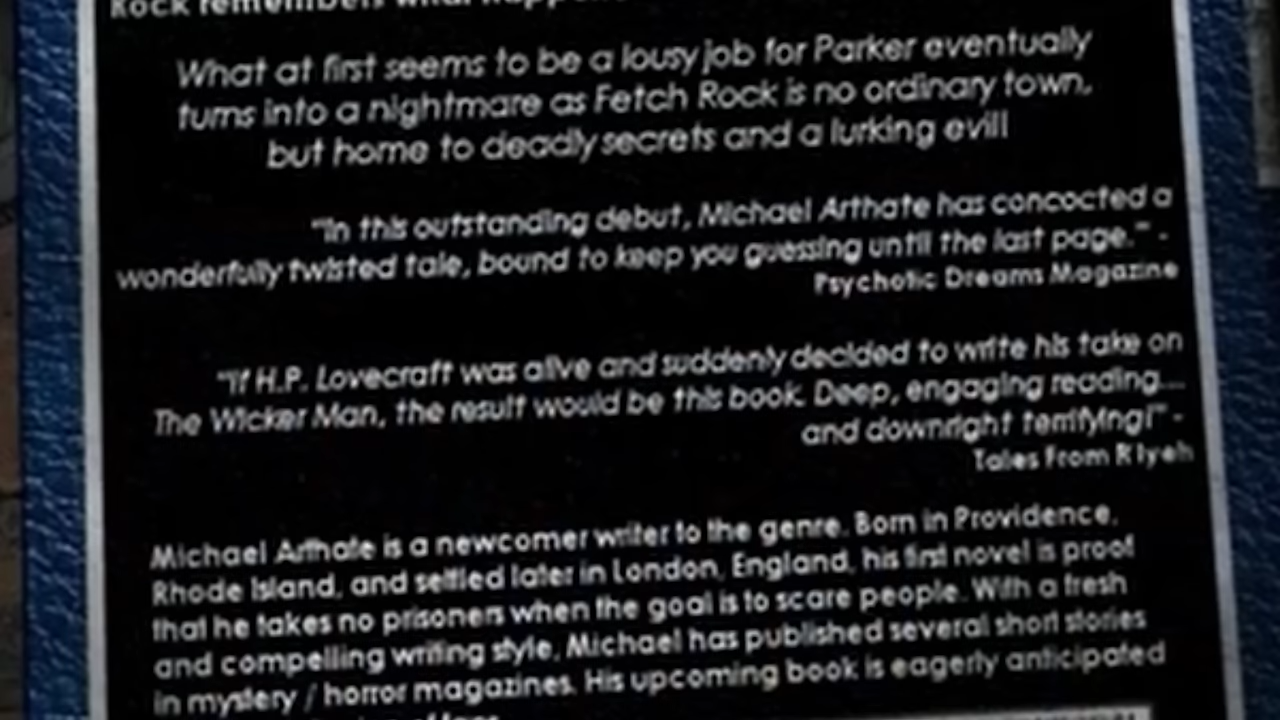 Rock remembers what
What at first seems to be a lousy job for Parker eventually
turns into a nightmare as Fetch Rock is no ordinary town,
but home to deadly secrets and a lurking evil!
"In this outstanding debut, Michael Arthate has concocted a
wonderfully twisted tale, bound to keep you guessing until the last page." -
Psychotic Dreams Magazine
"If H.P. Lovecraft was alive and suddenly decided to write his take on
The Wicker Man, the result would be this book. Deep, engaging reading...
and downright terrifying!" -
Tales From R'lyeh
Michael Arthate is a newcomer writer to the genre. Born in Providence,
Rhode Island, and settled later in London, England, his first novel is proof
that he takes no prisoners when the goal is to scare people. With a fresh
and compelling writing style, Michael has published several short stories
in mystery / horror magazines. His upcoming book is eagerly anticipated